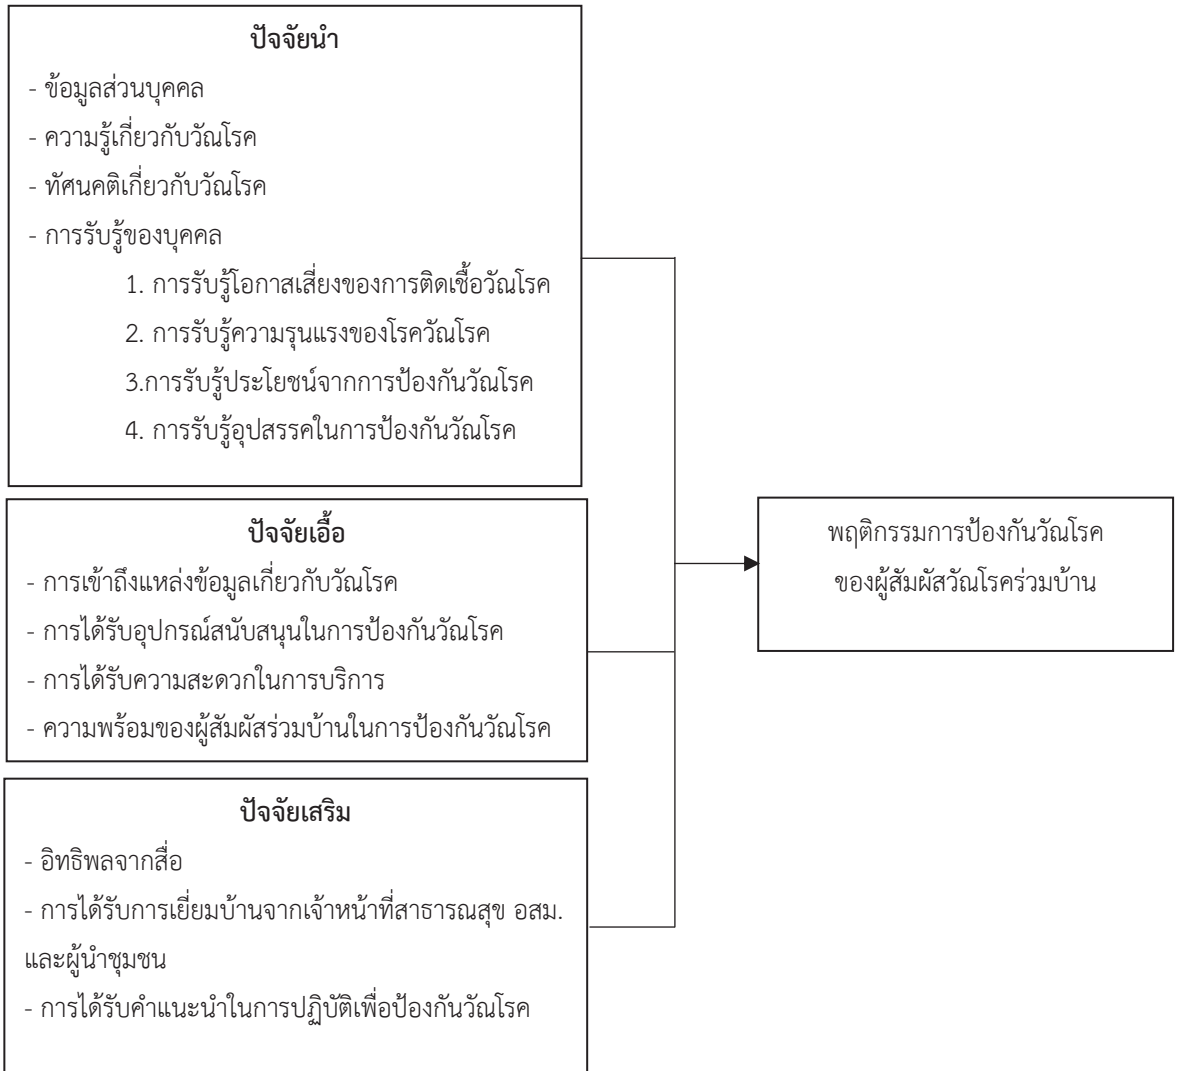 ปัจจัยนำ
- ข้อมูลส่วนบุคคล
- ความรู้เกี่ยวกับวัณโรค
- ทัศนคติเกี่ยวกับวัณโรค
- การรับรู้ของบุคคล
1. การรับรู้โอกาสเสี่ยงของการติดเชื้อวัณโรค
2. การรับรู้ความรุนแรงของโรควัณโรค
3.การรับรู้ประโยชน์จากการป้องกันวัณโรค
4. การรับรู้อุปสรรคในการป้องกันวัณโรค
ปัจจัยเอื้อ
- การเข้าถึงแหล่งข้อมูลเกี่ยวกับวัณโรค
- การได้รับอุปกรณ์สนับสนุนในการป้องกันวัณโรค
- การได้รับความสะดวกในการบริการ
- ความพร้อมของผู้สัมผัสร่วมบ้านในการป้องกันวัณโรค
ปัจจัยเสริม
- อิทธิพลจากสื่อ
- การได้รับการเยี่ยมบ้านจากเจ้าหน้าที่สาธารณสุข อสม.
และผู้นำชุมชน
- การได้รับคำแนะนำในการปฏิบัติเพื่อป้องกันวัณโรค
พฤติกรรมการป้องกันวัณโรค
ของผู้สัมผัสวัณโรคร่วมบ้าน